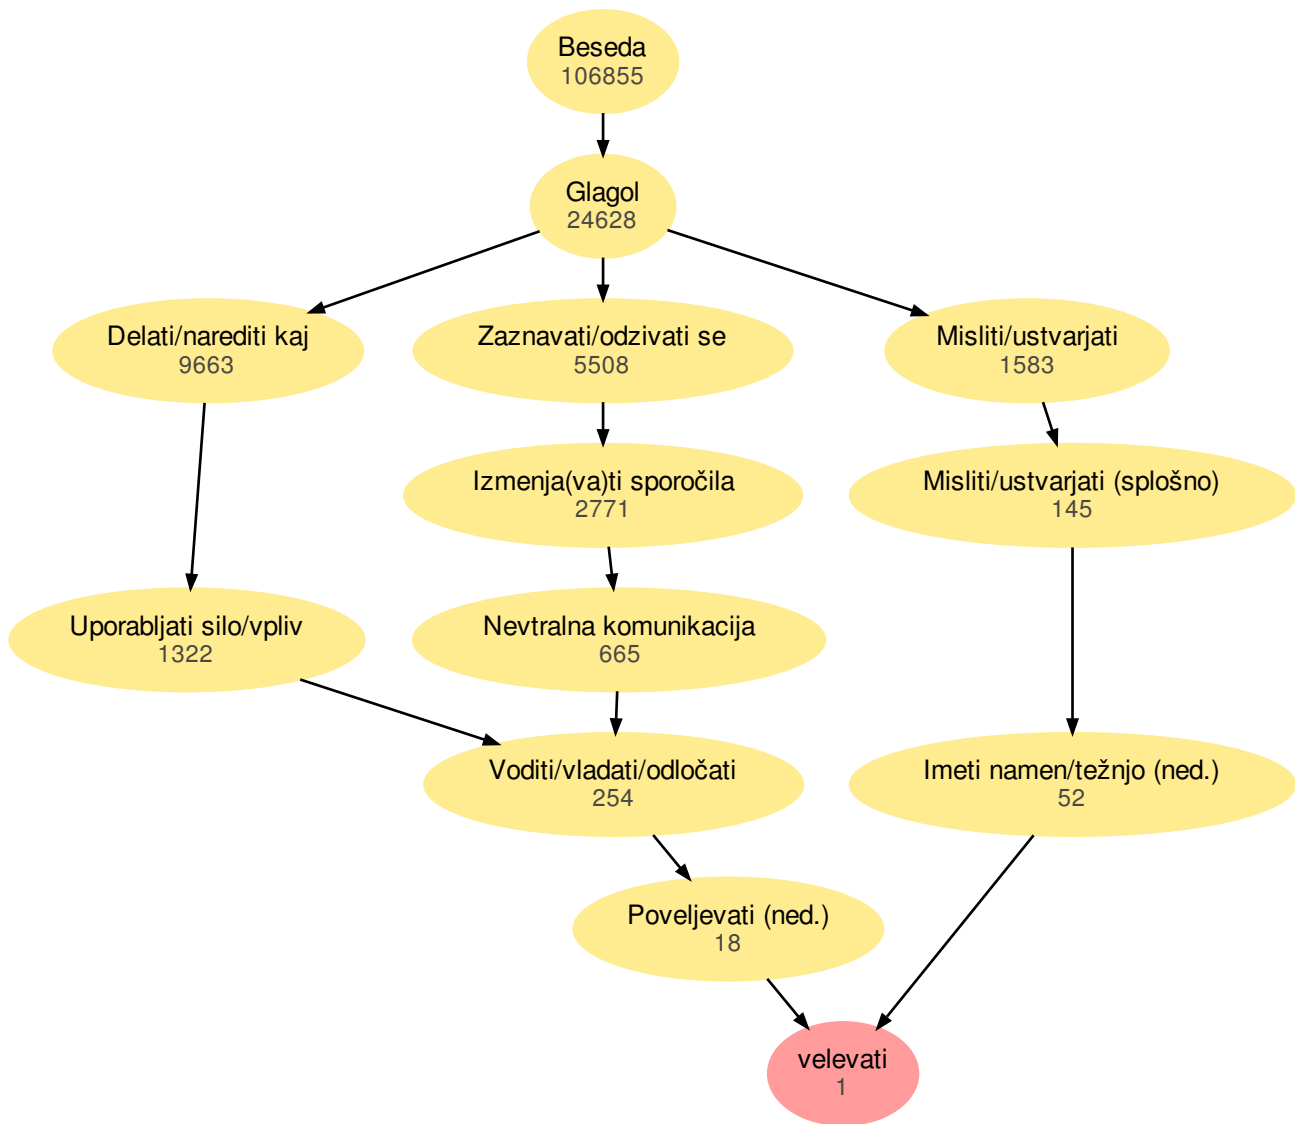 Beseda
106855
Glagol
24628
Delati/narediti kaj
9663
Zaznavati/odzivati se
5508
Misliti/ustvarjati
1583
Izmenja(va)ti sporočila
2771
Misliti/ustvarjati (splošno)
145
Uporabljati silo/vpliv
1322
Nevtralna komunikacija
665
Voditi/vladati/odločati
254
Imeti namen/težnjo (ned.)
52
Poveljevati (ned.)
18
velevati
1